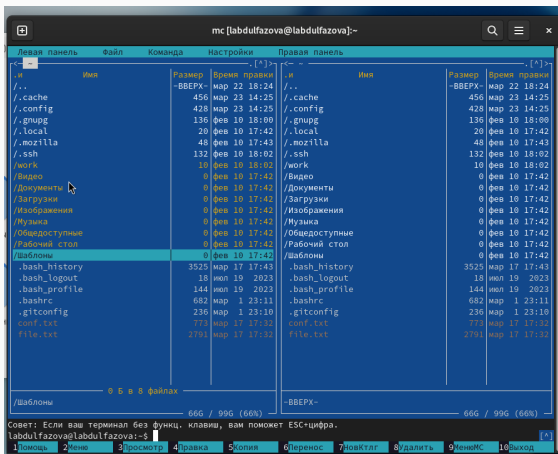 mc [labdulfazova@labdulfazova]:~
Левая панель Файл Команда Настройки Правая панель
<- ~ .[^]> <- ~ .[^]>
.и Имя Размер Время правки .и Имя Размер Время правки
/.. -ВВЕРХ- мар 22 18:24 /.. -ВВЕРХ- мар 22 18:24
/.cache 456 мар 23 14:25 /.cache 456 мар 23 14:25
/.config 428 мар 23 14:25 /.config 428 мар 23 14:25
/.gnupg 136 фев 10 18:00 /.gnupg 136 фев 10 18:00
/.local 20 фев 10 17:42 /.local 20 фев 10 17:42
/.mozilla 48 фев 10 17:43 /.mozilla 48 фев 10 17:43
/.ssh 132 фев 10 18:02 /.ssh 132 фев 10 18:02
/work 10 фев 10 18:02 /work 10 фев 10 18:02
/Видео 0 фев 10 17:42 /Видео 0 фев 10 17:42
/Документы 0 фев 10 17:42 /Документы 0 фев 10 17:42
/Загрузки 0 фев 10 17:42 /Загрузки 0 фев 10 17:42
/Изображения 0 фев 10 17:42 /Изображения 0 фев 10 17:42
/Музыка 0 фев 10 17:42 /Музыка 0 фев 10 17:42
/Общедоступные 0 фев 10 17:42 /Общедоступные 0 фев 10 17:42
/Рабочий стол 0 фев 10 17:42 /Рабочий стол 0 фев 10 17:42
/Шаблоны 0 фев 10 17:42 /Шаблоны 0 фев 10 17:42
.bash_history 3525 мар 17 17:43 .bash_history 3525 мар 17 17:43
.bash_logout 18 июл 19 2023 .bash_logout 18 июл 19 2023
.bash_profile 144 июл 19 2023 .bash_profile 144 июл 19 2023
.bashrc 682 мар 1 23:11 .bashrc 682 мар 1 23:11
.gitconfig 236 мар 1 23:10 .gitconfig 236 мар 1 23:10
conf.txt 773 мар 17 17:32 conf.txt 773 мар 17 17:32
file.txt 2791 мар 17 17:32 file.txt 2791 мар 17 17:32
0 Б в 8 файлах
/Шаблоны -ВВЕРХ-
66G / 99G (66%) 66G / 99G (66%)
Совет: Если ваш терминал без функц. клавиш, вам поможет ESC+цифра.
labdulfazova@labdulfazova:~$ [^]
1Помощь 2Меню 3Просмотр 4Правка 5Копия 6Перенос 7НовКтлг 8Удалить 9МенюМС 10Выход